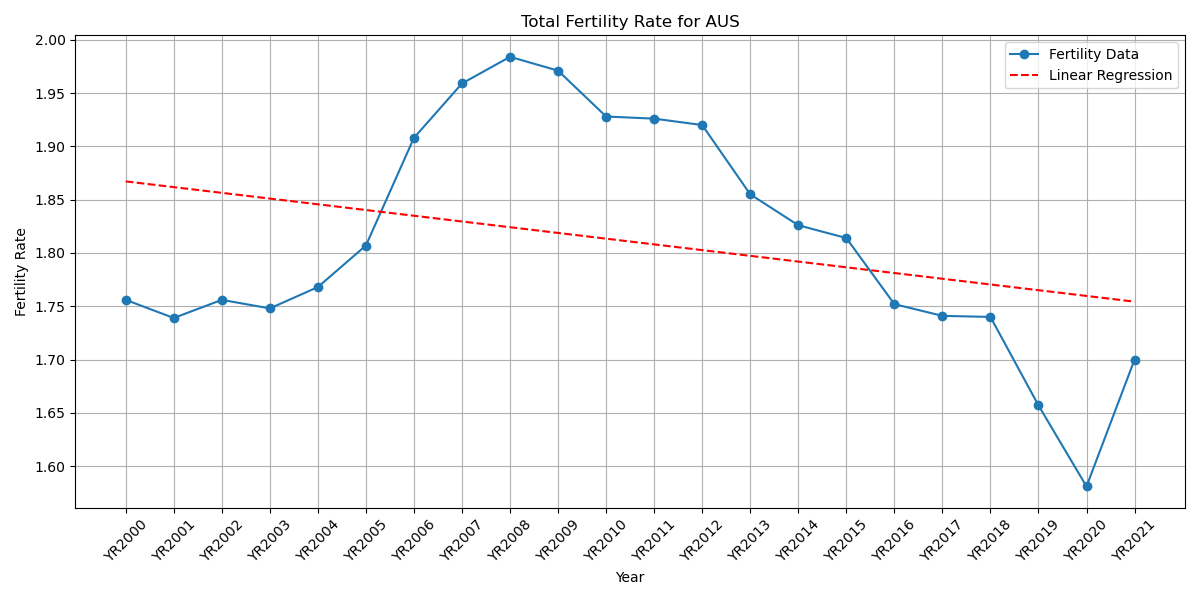 Total Fertility Rate for AUS
Fertility Data
Linear Regression
Fertility Rate
2.00
1.95
1.90
1.85
1.80
1.75
1.70
1.65
1.60
YR2000
YR2001
YR2002
YR2003
YR2004
YR2005
YR2006
YR2007
YR2008
YR2009
YR2010
YR2011
YR2012
YR2013
YR2014
YR2015
YR2016
YR2017
YR2018
YR2019
YR2020
YR2021
Year